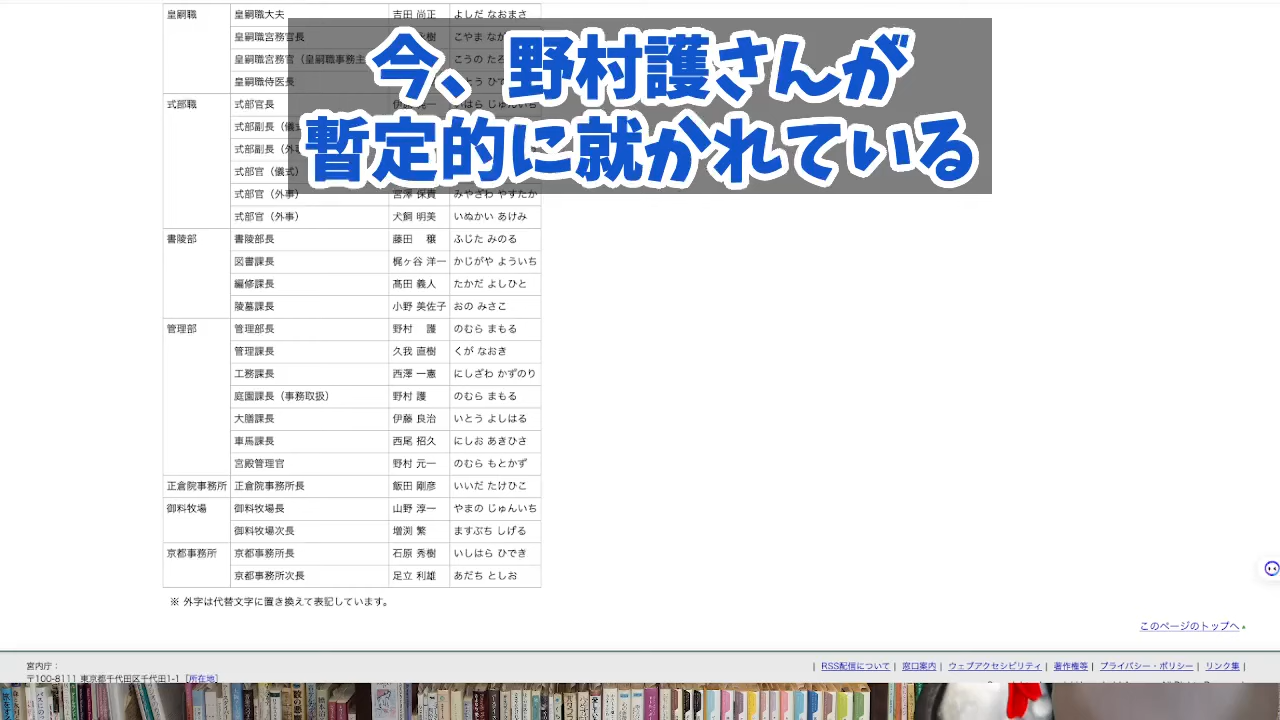 今、野村護さんが
暫定的に就かれている
皇嗣職 皇嗣職大夫 吉田 尚正 よしだ なおまさ
皇嗣職宮務官長
皇嗣職宮務官（皇嗣職事務主
皇嗣職侍医長
式部職 式部官長
式部副長（儀式）
式部副長（外事）
式部官（儀式）
式部官（外事） 宮澤 保貴 みやざわ やすたか
式部官（外事） 犬飼 明美 いぬかい あけみ
書陵部 書陵部長 藤田 穣 ふじた みのる
図書課長 梶ヶ谷 洋一 かじがや よういち
編修課長 髙田 義人 たかだ よしひと
陵墓課長 小野 美佐子 おの みさこ
管理部 管理部長 野村 護 のむら まもる
管理課長 久我 直樹 くが なおき
工務課長 西澤 一憲 にしざわ かずのり
庭園課長（事務取扱） 野村 護 のむら まもる
大膳課長 伊藤 良治 いとう よしはる
車馬課長 西尾 招久 にしお あきひさ
宮殿管理官 野村 元一 のむら もとかず
正倉院事務所 正倉院事務所長 飯田 剛彦 いいだ たけひこ
御料牧場 御料牧場長 山野 淳一 やまの じゅんいち
御料牧場次長 増渕 繁 ますぶち しげる
京都事務所 京都事務所長 石原 秀樹 いしはら ひでき
京都事務所次長 足立 利雄 あだち としお
※ 外字は代替文字に置き換えて表記しています。
このページのトップへ
宮内庁：
〒100-8111 東京都千代田区千代田1-1［所在地］
| RSS配信について | 窓口案内 | ウェブアクセシビリティ | 著作権等 | プライバシー・ポリシー | リンク集 |